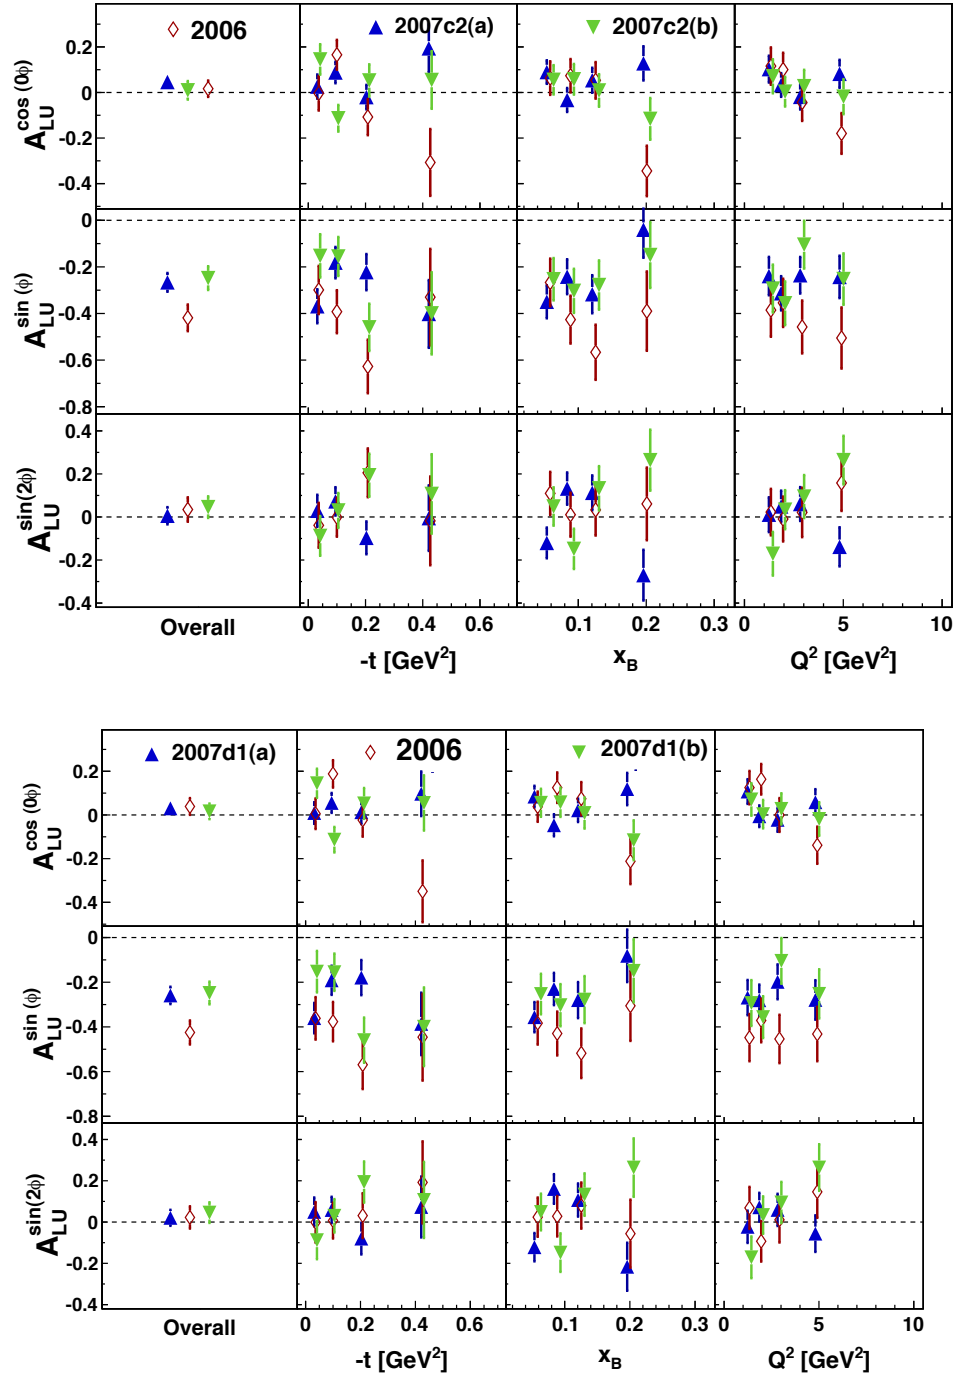 2006 2007c2(a) 2007c2(b)
A_LU^cos (0ϕ)
0.2
0
-0.2
-0.4
A_LU^sin (ϕ)
0
-0.2
-0.4
-0.6
-0.8
A_LU^sin(2ϕ)
0.4
0.2
0
-0.2
-0.4
Overall
0 0.2 0.4 0.6
0.1 0.2 0.3
0 5 10
-t [GeV²] x_B Q² [GeV²]
2007d1(a) 2006 2007d1(b)
A_LU^cos (0ϕ)
0.2
0
-0.2
-0.4
A_LU^sin (ϕ)
0
-0.2
-0.4
-0.6
-0.8
A_LU^sin(2ϕ)
0.4
0.2
0
-0.2
-0.4
Overall
0 0.2 0.4 0.6
0.1 0.2 0.3
0 5 10
-t [GeV²] x_B Q² [GeV²]